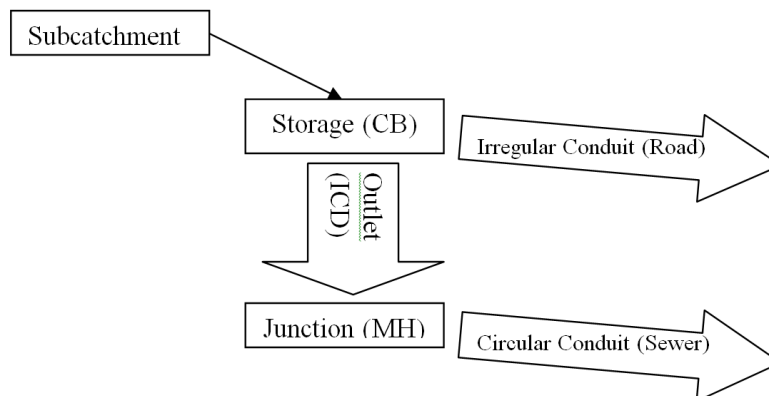 Subcatchment
Storage (CB)
Irregular Conduit (Road)
Outlet
(ICD)
Junction (MH)
Circular Conduit (Sewer)